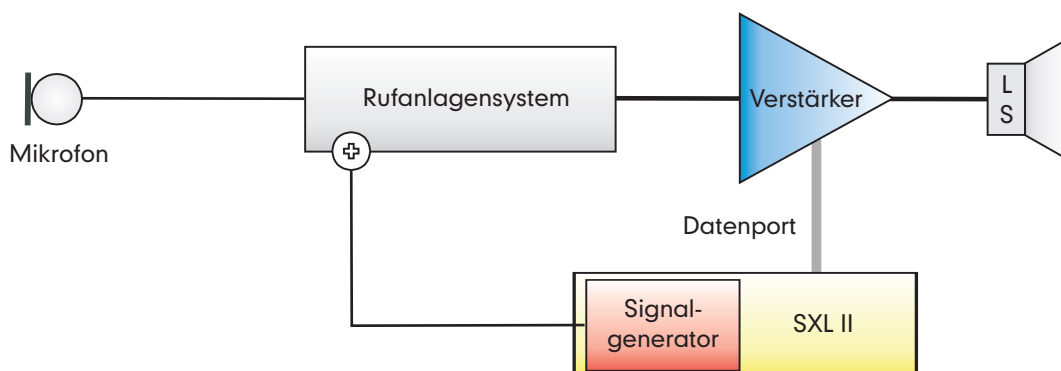 Rufanlagensystem
Verstärker
L
S
Mikrofon
Datenport
Signal-
generator
SXL II